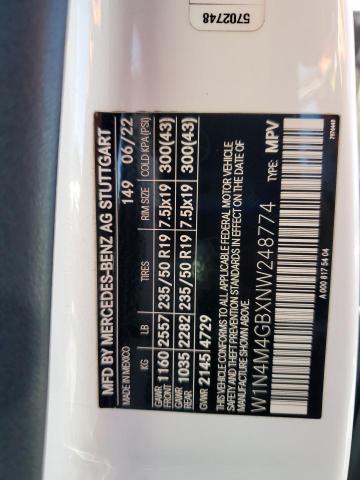 5702748
MFD BY MERCEDES-BENZ AG STUTTGART
MADE IN MEXICO 149 06/22
KG LB TIRES RIM SIZE COLD KPA (PSI)
GAWR FRONT 1160 2557 235/50 R19 7.5Jx19 300(43)
GAWR REAR 1035 2282 235/50 R19 7.5Jx19 300(43)
GVWR 2145 4729
THIS VEHICLE CONFORMS TO ALL APPLICABLE FEDERAL MOTOR VEHICLE
SAFETY AND THEFT PREVENTION STANDARDS IN EFFECT ON THE DATE OF
MANUFACTURE SHOWN ABOVE.
W1N4M4GBXNW248774 TYPE: MPV
A 000 817 54 04